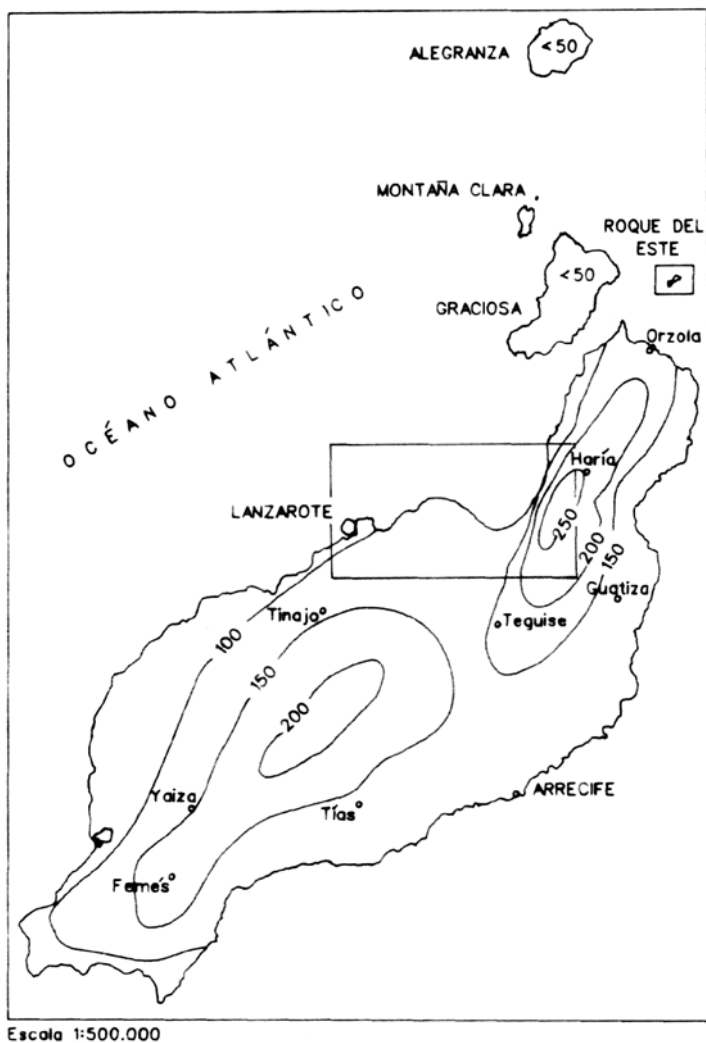 ALEGRANZA
<50
MONTAÑA CLARA
ROQUE DEL
ESTE
<50
GRACIOSA
OCÉANO ATLÁNTICO
Orzola
Haría
LANZAROTE
250
200
150
Guatiza
Tinajo
Teguise
100
150
200
Yaiza
Tías
ARRECIFE
Femés
Escala 1:500.000